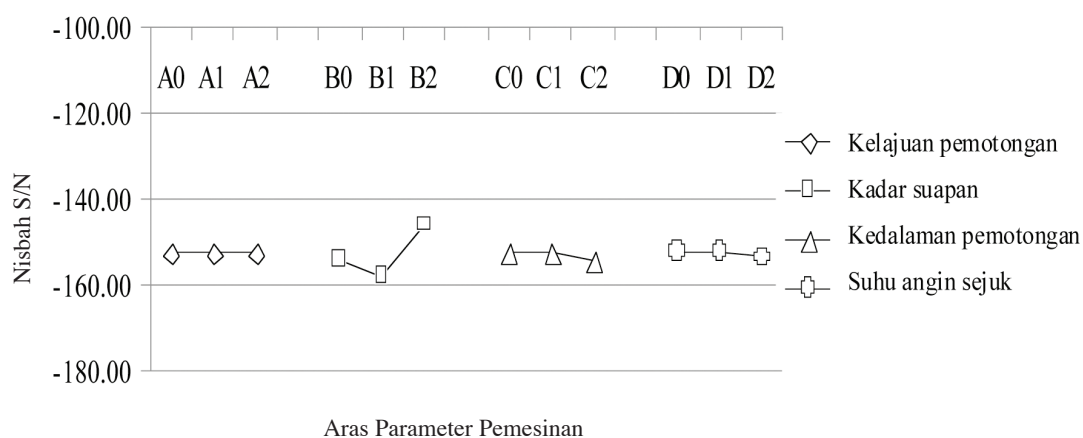 -100.00
A0 A1 A2 B0 B1 B2 C0 C1 C2 D0 D1 D2
-120.00
-140.00
-160.00
-180.00
Nisbah S/N
Aras Parameter Pemesinan
Kelajuan pemotongan
Kadar suapan
Kedalaman pemotongan
Suhu angin sejuk